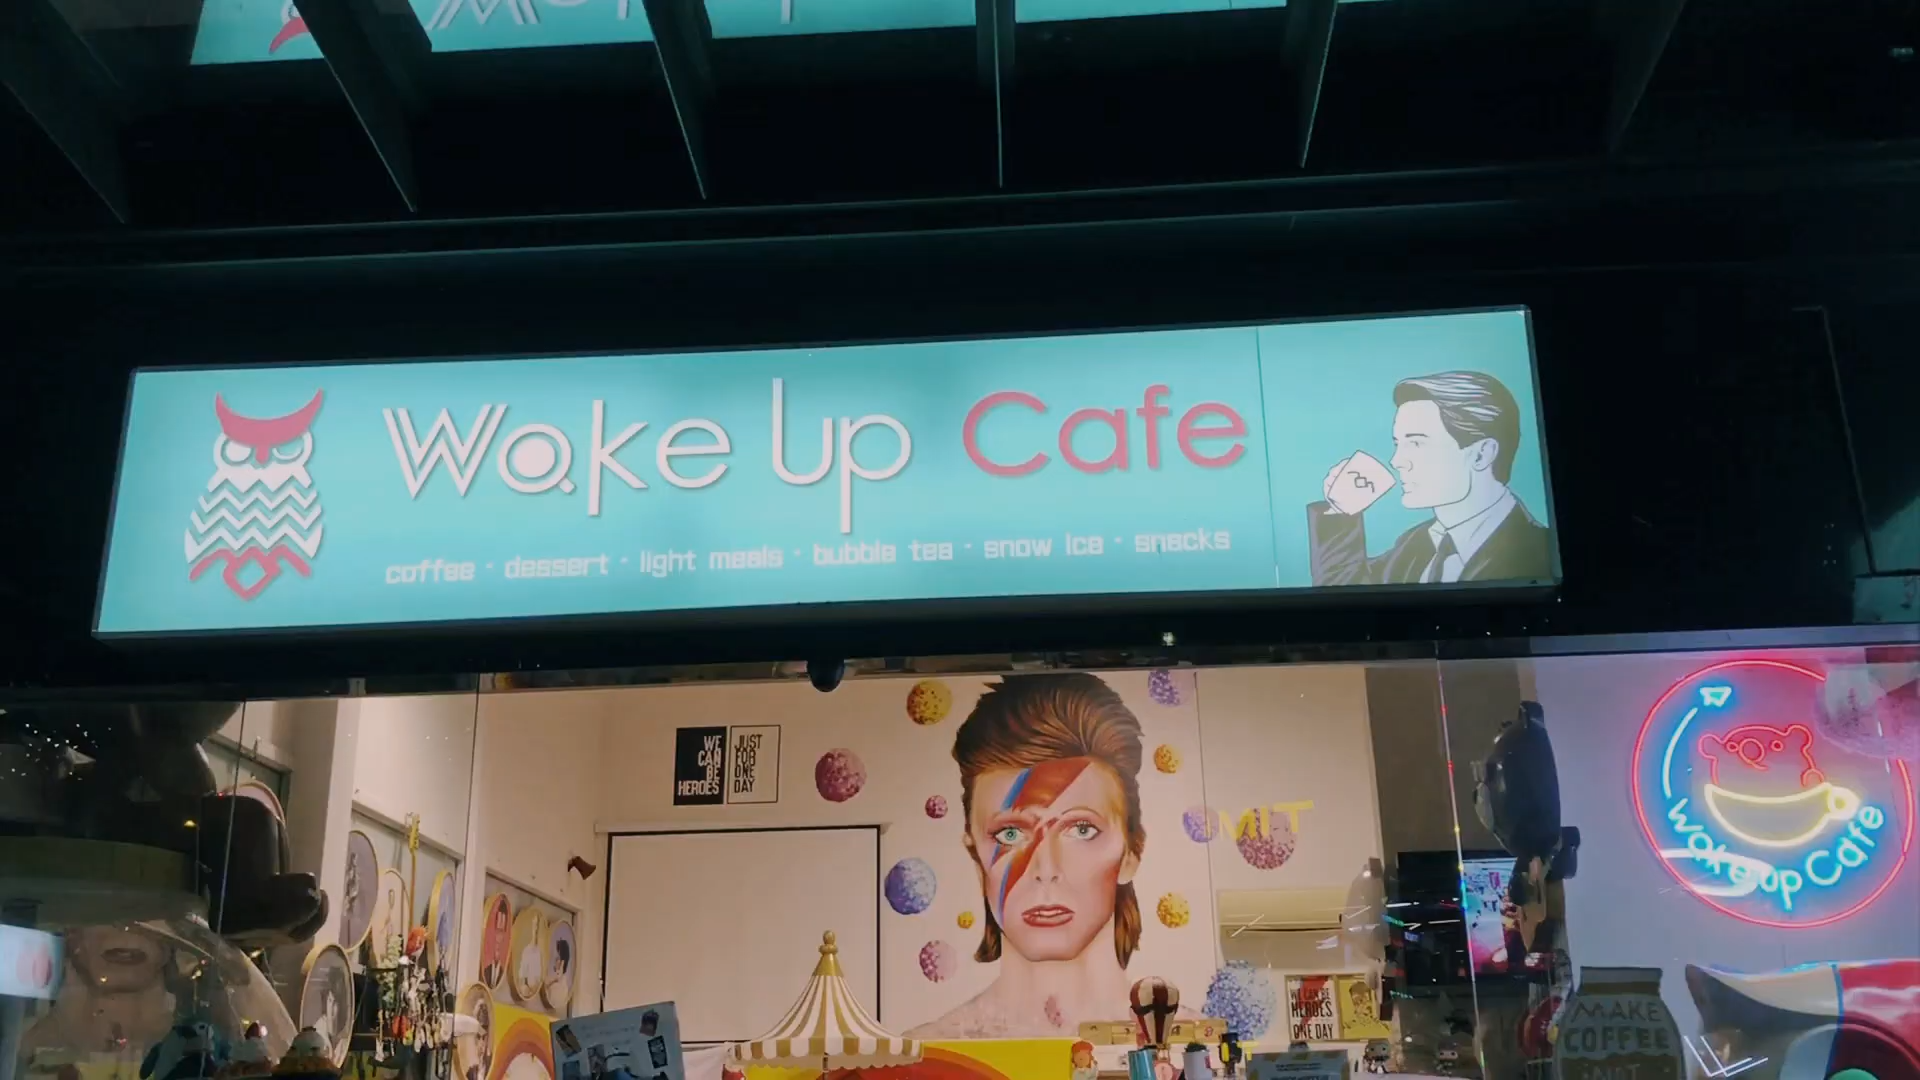 Wake Up Cafe
coffee · dessert · light meals · bubble tea · snow ice · snacks
WE
CAN
BE
HEROES
JUST
FOR
ONE
DAY
MIT
Wake up Cafe
WE CAN BE
HEROES
ONE DAY
MAKE
COFFEE
NOT